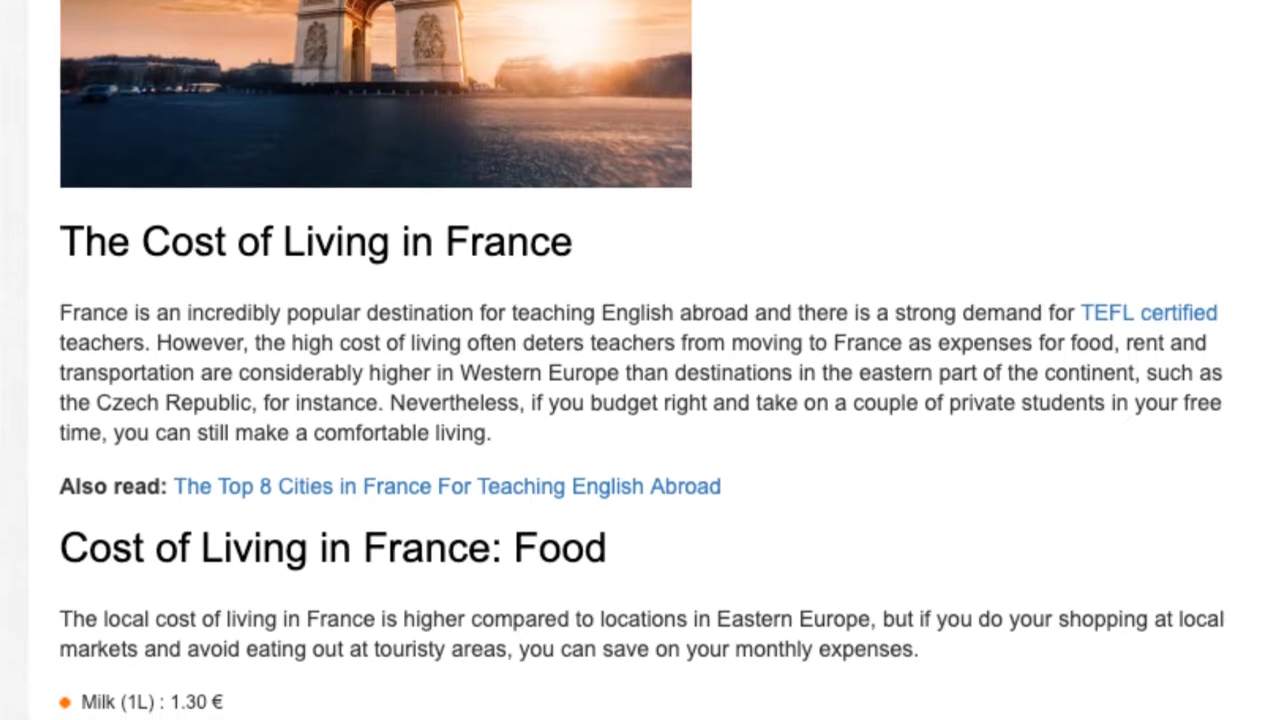 The Cost of Living in France
France is an incredibly popular destination for teaching English abroad and there is a strong demand for TEFL certified
teachers. However, the high cost of living often deters teachers from moving to France as expenses for food, rent and
transportation are considerably higher in Western Europe than destinations in the eastern part of the continent, such as
the Czech Republic, for instance. Nevertheless, if you budget right and take on a couple of private students in your free
time, you can still make a comfortable living.
Also read: The Top 8 Cities in France For Teaching English Abroad
Cost of Living in France: Food
The local cost of living in France is higher compared to locations in Eastern Europe, but if you do your shopping at local
markets and avoid eating out at touristy areas, you can save on your monthly expenses.
Milk (1L) : 1.30 €